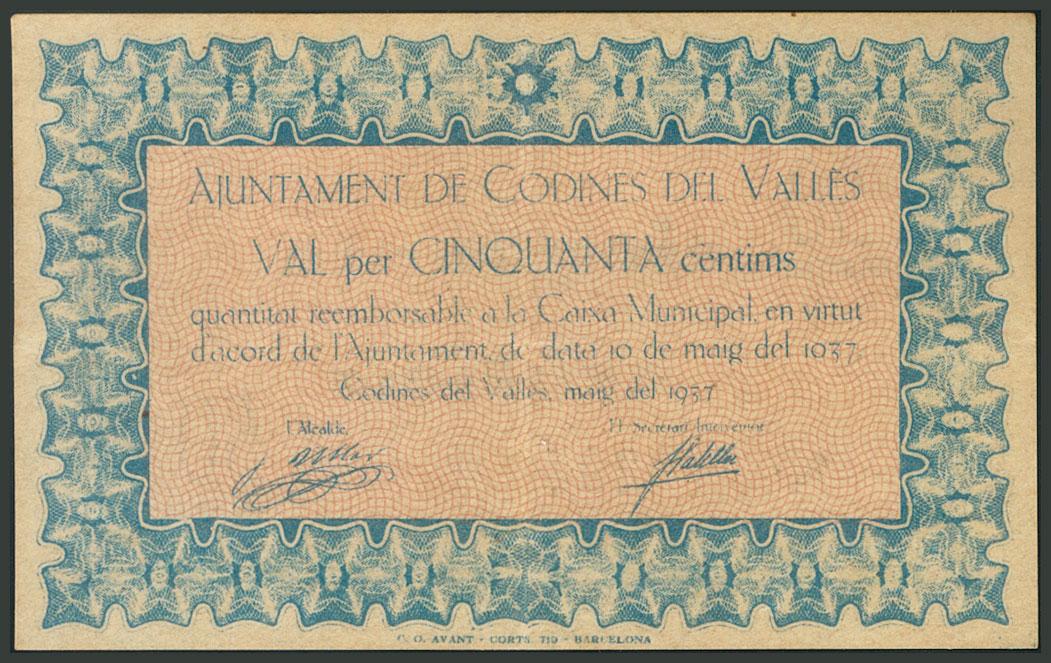 AJUNTAMENT DE CODINES DEL VALLÈS
VAL per CINQUANTA cèntims
quantitat reemborsable a la Caixa Municipal, en virtut
d'acord de l'Ajuntament, de data 10 de maig del 1937
Codines del Vallès, maig del 1937
l'Alcalde,
El Secretari Interventor
C. O. AVANT - CORTS, 719 - BARCELONA